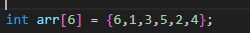 int arr[6] = {6,1,3,5,2,4};